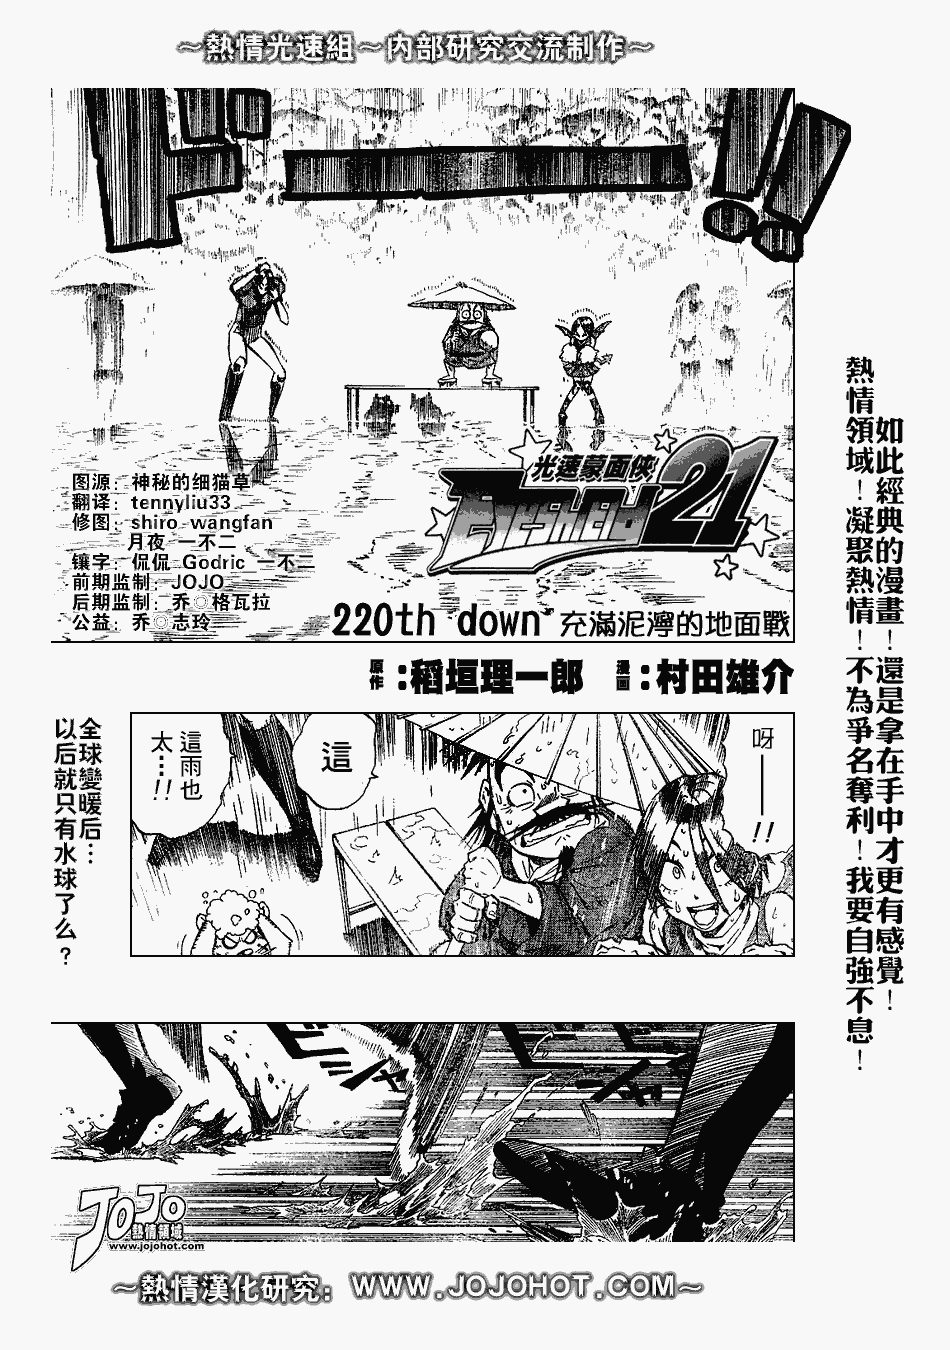 ～熱情光速組～内部研究交流制作～
ドー!!
光速蒙面俠
EYESHIELD 21
图源：神秘的细猫草
翻译：tennyliu33
修图：shiro wangfan
月夜 一不二
镶字：侃侃 Godric 一不二
前期监制：JOJO
后期监制：乔◎格瓦拉
公益：乔◎志玲
220th down 充滿泥濘的地面戰
原作:稻垣理一郎 漫画:村田雄介
如此經典的漫畫！還是拿在手中才更有感覺！
熱情領域！凝聚熱情！不為爭名奪利！我要自強不息！
呀——!!
這
這雨也
太…!!
全球變暖后…
以后就只有水球了么？
JOJO
熱情領域
www.jojohot.com
～熱情漢化研究：WWW.JOJOHOT.COM～